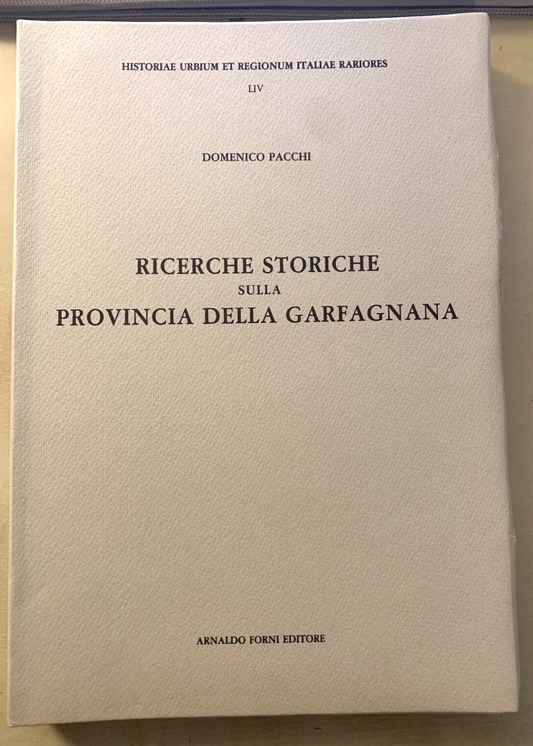 HISTORIAE URBIUM ET REGIONUM ITALIAE RARIORES
LIV
DOMENICO PACCHI
RICERCHE STORICHE
SULLA
PROVINCIA DELLA GARFAGNANA
ARNALDO FORNI EDITORE